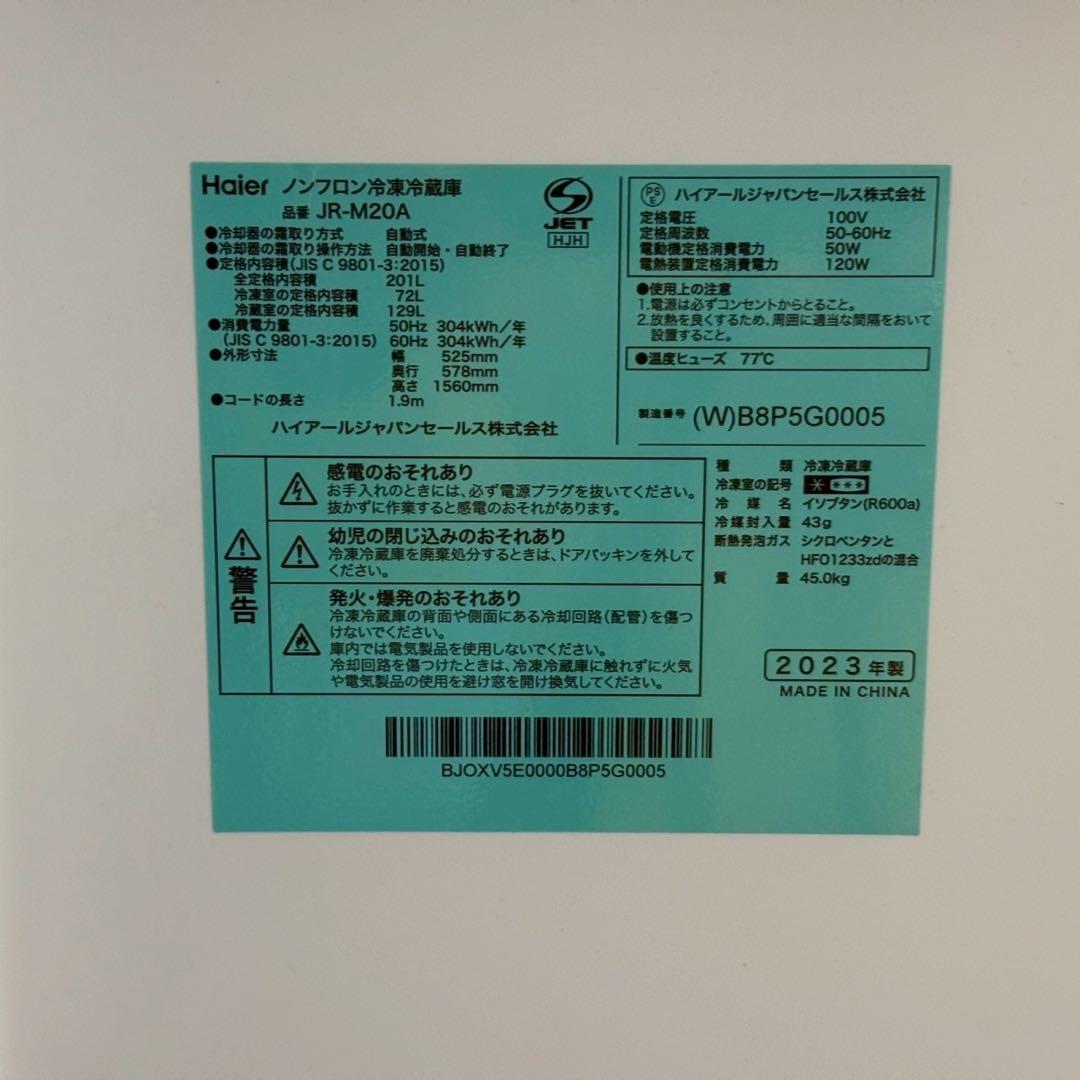 Haier ノンフロン冷凍冷蔵庫
品番 JR-M20A
●冷却器の霜取り方式 自動式
●冷却器の霜取り操作方法 自動開始・自動終了
●定格内容積(JIS C 9801-3:2015)
全定格内容積 201L
冷凍室の定格内容積 72L
冷蔵室の定格内容積 129L
●消費電力量 50Hz 304kWh/年
(JIS C 9801-3:2015) 60Hz 304kWh/年
●外形寸法 幅 525mm
奥行 578mm
高さ 1560mm
●コードの長さ 1.9m
ハイアールジャパンセールス株式会社
JET
HJH
PS
E
ハイアールジャパンセールス株式会社
定格電圧 100V
定格周波数 50-60Hz
電動機定格消費電力 50W
電熱装置定格消費電力 120W
●使用上の注意
1.電源は必ずコンセントからとること。
2.放熱を良くするため、周囲に適当な間隔をおいて
設置すること。
●温度ヒューズ 77℃
製造番号 (W)B8P5G0005
警告
感電のおそれあり
お手入れのときには、必ず電源プラグを抜いてください。
抜かずに作業すると感電のおそれがあります。
幼児の閉じ込みのおそれあり
冷凍冷蔵庫を廃棄処分するときは、ドアパッキンを外して
ください。
発火・爆発のおそれあり
冷凍冷蔵庫の背面や側面にある冷却回路(配管)を傷つ
けないでください。
庫内では電気製品を使用しないでください。
冷却回路を傷つけたときは、冷凍冷蔵庫に触れずに火気
や電気製品の使用を避け窓を開け換気してください。
種類 冷凍冷蔵庫
冷凍室の記号 * ***
冷媒名 イソブタン(R600a)
冷媒封入量 43g
断熱発泡ガス シクロペンタンと
HFO1233zdの混合
質量 45.0kg
2023年製
MADE IN CHINA
BJOXV5E0000B8P5G0005